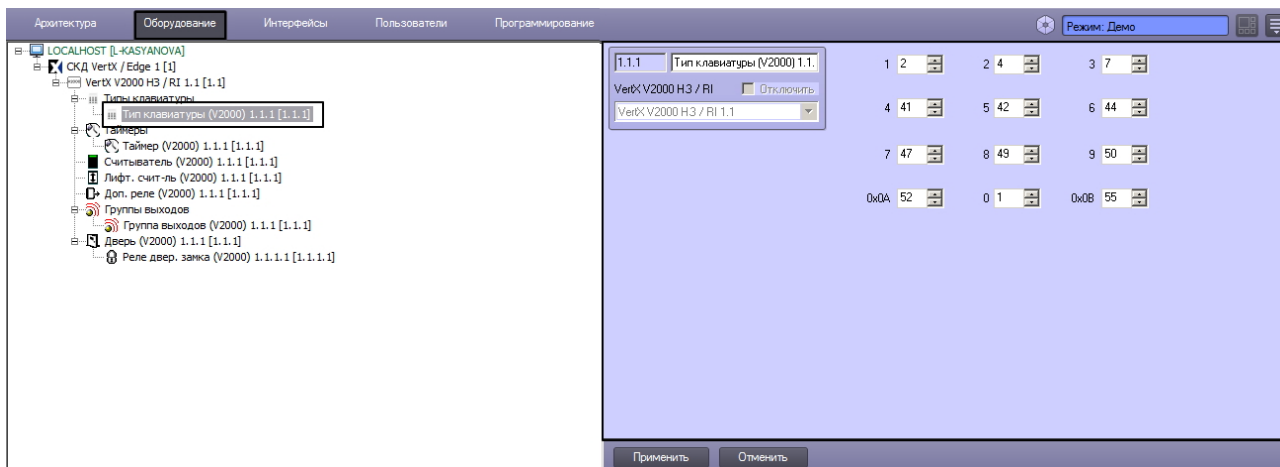 Архитектура Оборудование Интерфейсы Пользователи Программирование Режим: Демо
LOCALHOST [L-KASYANOVA]
СКД VertX / Edge 1 [1]
VertX V2000 H3 / RI 1.1 [1.1]
Типы клавиатуры
Тип клавиатуры (V2000) 1.1.1 [1.1.1]
Таймеры
Таймер (V2000) 1.1.1 [1.1.1]
Считыватель (V2000) 1.1.1 [1.1.1]
Лифт. счит-ль (V2000) 1.1.1 [1.1.1]
Доп. реле (V2000) 1.1.1 [1.1.1]
Группы выходов
Группа выходов (V2000) 1.1.1 [1.1.1]
Дверь (V2000) 1.1.1 [1.1.1]
Реле двер. замка (V2000) 1.1.1.1 [1.1.1.1]
1.1.1 Тип клавиатуры (V2000) 1.1.
VertX V2000 H3 / RI Отключить
VertX V2000 H3 / RI 1.1
1 2 2 4 3 7
4 41 5 42 6 44
7 47 8 49 9 50
0x0A 52 0 1 0x0B 55
Применить Отменить